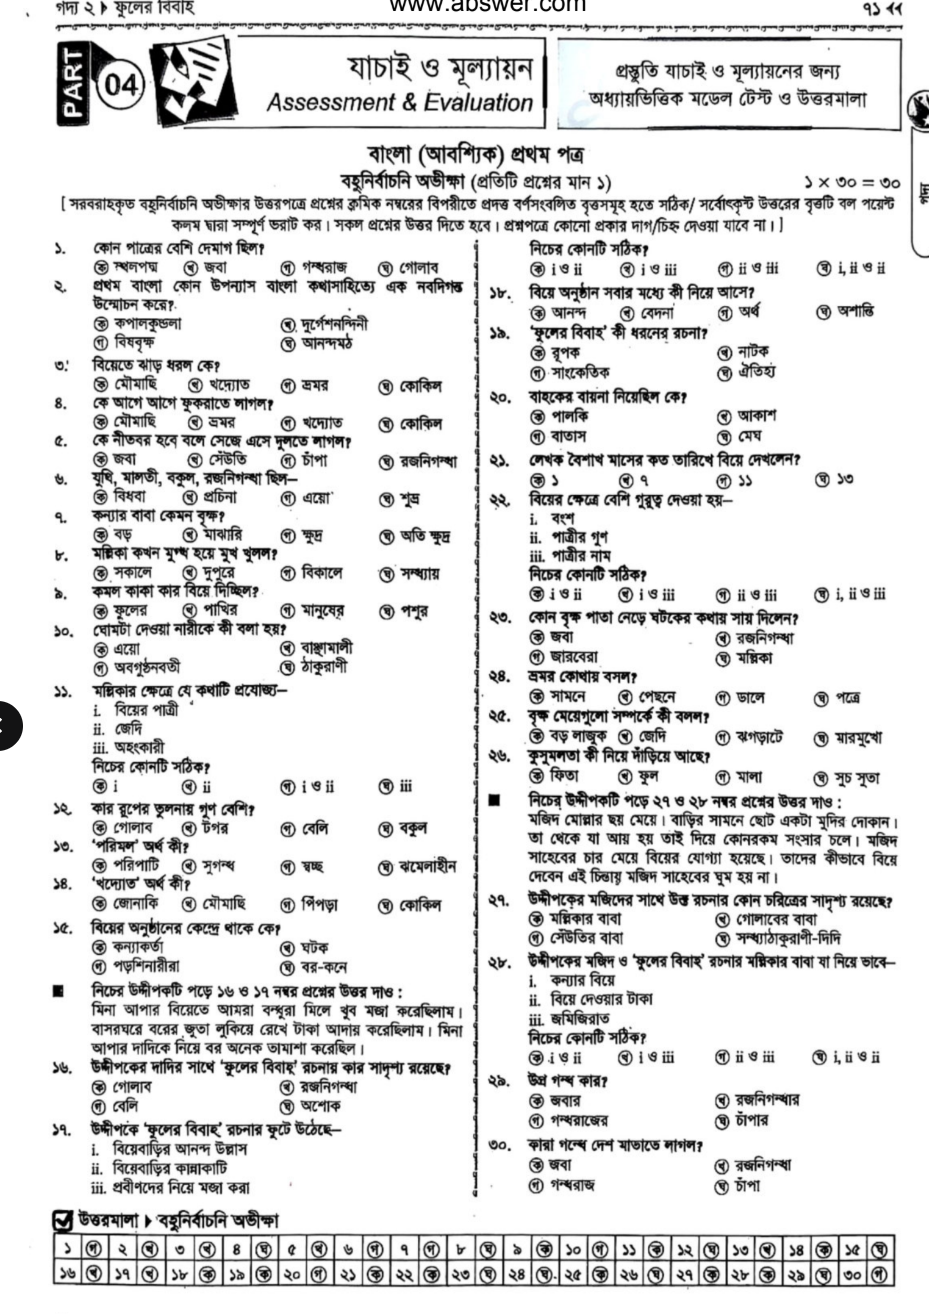 গদ্য ২ ▶ ফুলের বিবাহ
www.abswer.com
৭১
PART 04
যাচাই ও মূল্যায়ন
Assessment & Evaluation
প্রস্তুতি যাচাই ও মূল্যায়নের জন্য
অধ্যায়ভিত্তিক মডেল টেস্ট ও উত্তরমালা
বাংলা (আবশ্যিক) প্রথম পত্র
বহুনির্বাচনি অভীক্ষা (প্রতিটি প্রশ্নের মান ১) ১ × ৩০ = ৩০
[ সরবরাহকৃত বহুনির্বাচনি অভীক্ষার উত্তরপত্রে প্রশ্নের ক্রমিক নম্বরের বিপরীতে প্রদত্ত বর্ণসংবলিত বৃত্তসমূহ হতে সঠিক/ সর্বোৎকৃষ্ট উত্তরের বৃত্তটি বল পয়েন্ট
কলম দ্বারা সম্পূর্ণ ভরাট কর। সকল প্রশ্নের উত্তর দিতে হবে। প্রশ্নপত্রে কোনো প্রকার দাগ/চিহ্ন দেওয়া যাবে না। ]
১. কোন পাত্রের বেশি দেমাগ ছিল?
ক স্থলপদ্ম খ জবা গ গন্ধরাজ ঘ গোলাব
২. প্রথম বাংলা কোন উপন্যাস বাংলা কথাসাহিত্যে এক নবদিগন্ত
উন্মোচন করে?
ক কপালকুণ্ডলা খ দুর্গেশনন্দিনী
গ বিষবৃক্ষ ঘ আনন্দমঠ
৩. বিয়েতে ঝাড় ধরল কে?
ক মৌমাছি খ খদ্যোত গ ভ্রমর ঘ কোকিল
৪. কে আগে আগে ফুকরাতে লাগল?
ক মৌমাছি খ ভ্রমর গ খদ্যোত ঘ কোকিল
৫. কে নীতবর হবে বলে সেজে এসে দুলতে লাগল?
ক জবা খ সেঁউতি গ চাঁপা ঘ রজনিগন্ধা
৬. যুথি, মালতী, বকুল, রজনিগন্ধা ছিল—
ক বিধবা খ প্রচিনা গ এয়ো ঘ শুভ্র
৭. কন্যার বাবা কেমন বৃক্ষ?
ক বড় খ মাঝারি গ ক্ষুদ্র ঘ অতি ক্ষুদ্র
৮. মল্লিকা কখন মুগ্ধ হয়ে মুখ খুলল?
ক সকালে খ দুপুরে গ বিকালে ঘ সন্ধ্যায়
৯. কমল কাকা কার বিয়ে দিচ্ছিল?
ক ফুলের খ পাখির গ মানুষের ঘ পশুর
১০. ঘোমটা দেওয়া নারীকে কী বলা হয়?
ক এয়ো খ বাঞ্ছামালী
গ অবগুণ্ঠনবতী ঘ ঠাকুরাণী
১১. মল্লিকার ক্ষেত্রে যে কথাটি প্রযোজ্য—
i. বিয়ের পাত্রী
ii. জেদি
iii. অহংকারী
নিচের কোনটি সঠিক?
ক i খ ii গ i ও ii ঘ iii
১২. কার রূপের তুলনায় গুণ বেশি?
ক গোলাব খ টগর গ বেলি ঘ বকুল
১৩. ‘পরিমল’ অর্থ কী?
ক পরিপাটি খ সুগন্ধ গ স্বচ্ছ ঘ ঝমেলাহীন
১৪. ‘খদ্যোত’ অর্থ কী?
ক জোনাকি খ মৌমাছি গ পিঁপড়া ঘ কোকিল
১৫. বিয়ের অনুষ্ঠানের কেন্দ্রে থাকে কে?
ক কন্যাকর্তা খ ঘটক
গ পড়শিনারীরা ঘ বর-কনে
■ নিচের উদ্দীপকটি পড়ে ১৬ ও ১৭ নম্বর প্রশ্নের উত্তর দাও :
মিনা আপার বিয়েতে আমরা বন্ধুরা মিলে খুব মজা করেছিলাম।
বাসরঘরে বরের জুতা লুকিয়ে রেখে টাকা আদায় করেছিলাম। মিনা
আপার দাদিকে নিয়ে বর অনেক তামাশা করেছিল।
১৬. উদ্দীপকের দাদির সাথে ‘ফুলের বিবাহ’ রচনায় কার সাদৃশ্য রয়েছে?
ক গোলাব খ রজনিগন্ধা
গ বেলি ঘ অশোক
১৭. উদ্দীপকে ‘ফুলের বিবাহ’ রচনার ফুটে উঠেছে—
i. বিয়েবাড়ির আনন্দ উল্লাস
ii. বিয়েবাড়ির কান্নাকাটি
iii. প্রবীণদের নিয়ে মজা করা
নিচের কোনটি সঠিক?
ক i ও ii খ i ও iii গ ii ও iii ঘ i, ii ও ii
১৮. বিয়ে অনুষ্ঠান সবার মধ্যে কী নিয়ে আসে?
ক আনন্দ খ বেদনা গ অর্থ ঘ অশান্তি
১৯. ‘ফুলের বিবাহ’ কী ধরনের রচনা?
ক রূপক খ নাটক
গ সাংকেতিক ঘ ঐতিহ্য
২০. বাহকের বায়না নিয়েছিল কে?
ক পালকি খ আকাশ
গ বাতাস ঘ মেঘ
২১. লেখক বৈশাখ মাসের কত তারিখে বিয়ে দেখলেন?
ক ১ খ ৭ গ ১১ ঘ ১৩
২২. বিয়ের ক্ষেত্রে বেশি গুরুত্ব দেওয়া হয়—
i. বংশ
ii. পাত্রীর গুণ
iii. পাত্রীর নাম
নিচের কোনটি সঠিক?
ক i ও ii খ i ও iii গ ii ও iii ঘ i, ii ও iii
২৩. কোন বৃক্ষ পাতা নেড়ে ঘটকের কথায় সায় দিলেন?
ক জবা খ রজনিগন্ধা
গ জারবেরা ঘ মল্লিকা
২৪. ভ্রমর কোথায় বসল?
ক সামনে খ পেছনে গ ডালে ঘ পত্রে
২৫. বৃক্ষ মেয়েগুলো সম্পর্কে কী বলল?
ক বড় লাজুক খ জেদি গ ঝগড়াটে ঘ মারমুখো
২৬. কুসুমলতা কী নিয়ে দাঁড়িয়ে আছে?
ক ফিতা খ ফুল গ মালা ঘ সুচ সুতা
■ নিচের উদ্দীপকটি পড়ে ২৭ ও ২৮ নম্বর প্রশ্নের উত্তর দাও :
মজিদ মোল্লার ছয় মেয়ে। বাড়ির সামনে ছোট একটা মুদির দোকান।
তা থেকে যা আয় হয় তাই দিয়ে কোনরকম সংসার চলে। মজিদ
সাহেবের চার মেয়ে বিয়ের যোগ্যা হয়েছে। তাদের কীভাবে বিয়ে
দেবেন এই চিন্তায় মজিদ সাহেবের ঘুম হয় না।
২৭. উদ্দীপকের মজিদের সাথে উক্ত রচনার কোন চরিত্রের সাদৃশ্য রয়েছে?
ক মল্লিকার বাবা খ গোলাবের বাবা
গ সেঁউতির বাবা ঘ সন্ধ্যাঠাকুরাণী-দিদি
২৮. উদ্দীপকের মজিদ ও ‘ফুলের বিবাহ’ রচনার মল্লিকার বাবা যা নিয়ে ভাবে—
i. কন্যার বিয়ে
ii. বিয়ে দেওয়ার টাকা
iii. জমিজিরাত
নিচের কোনটি সঠিক?
ক i ও ii খ i ও iii গ ii ও iii ঘ i, ii ও ii
২৯. উগ্র গন্ধ কার?
ক জবার খ রজনিগন্ধার
গ গন্ধরাজের ঘ চাঁপার
৩০. কারা গন্ধে দেশ মাতাতে লাগল?
ক জবা খ রজনিগন্ধা
গ গন্ধরাজ ঘ চাঁপা
উত্তরমালা ▶ বহুনির্বাচনি অভীক্ষা
১ গ ২ খ ৩ খ ৪ ঘ ৫ খ ৬ গ ৭ গ ৮ ঘ ৯ ক ১০ গ ১১ ক ১২ ঘ ১৩ খ ১৪ ক ১৫ ঘ
১৬ খ ১৭ খ ১৮ ক ১৯ ক ২০ গ ২১ ক ২২ ক ২৩ ঘ ২৪ ঘ ২৫ ক ২৬ ঘ ২৭ ক ২৮ ক ২৯ ঘ ৩০ গ